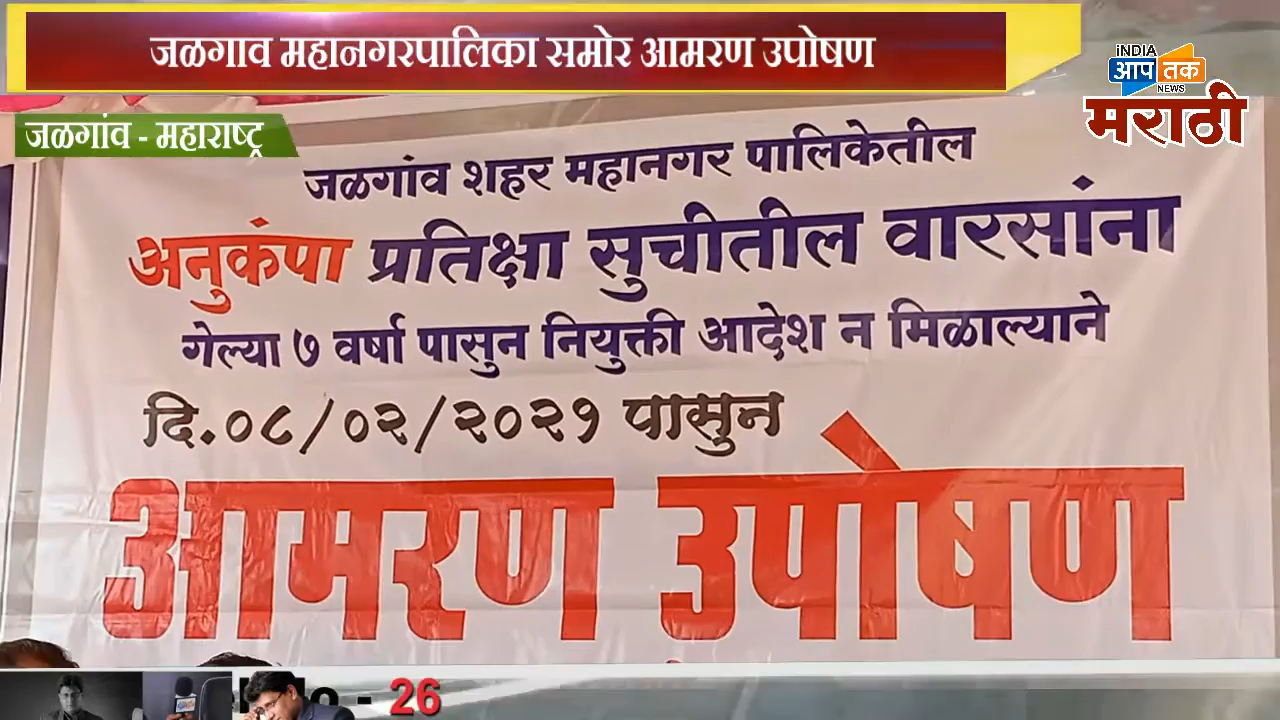 जळगाव महानगरपालिका समोर आमरण उपोषण
INDIA
आप तक
NEWS
मराठी
जळगांव - महाराष्ट्र
जळगांव शहर महानगर पालिकेतील
अनुकंपा प्रतिक्षा सुचीतील वारसांना
गेल्या ७ वर्षा पासुन नियुक्ती आदेश न मिळाल्याने
दि.०८/०२/२०२१ पासुन
आमरण उपोषण
- 26